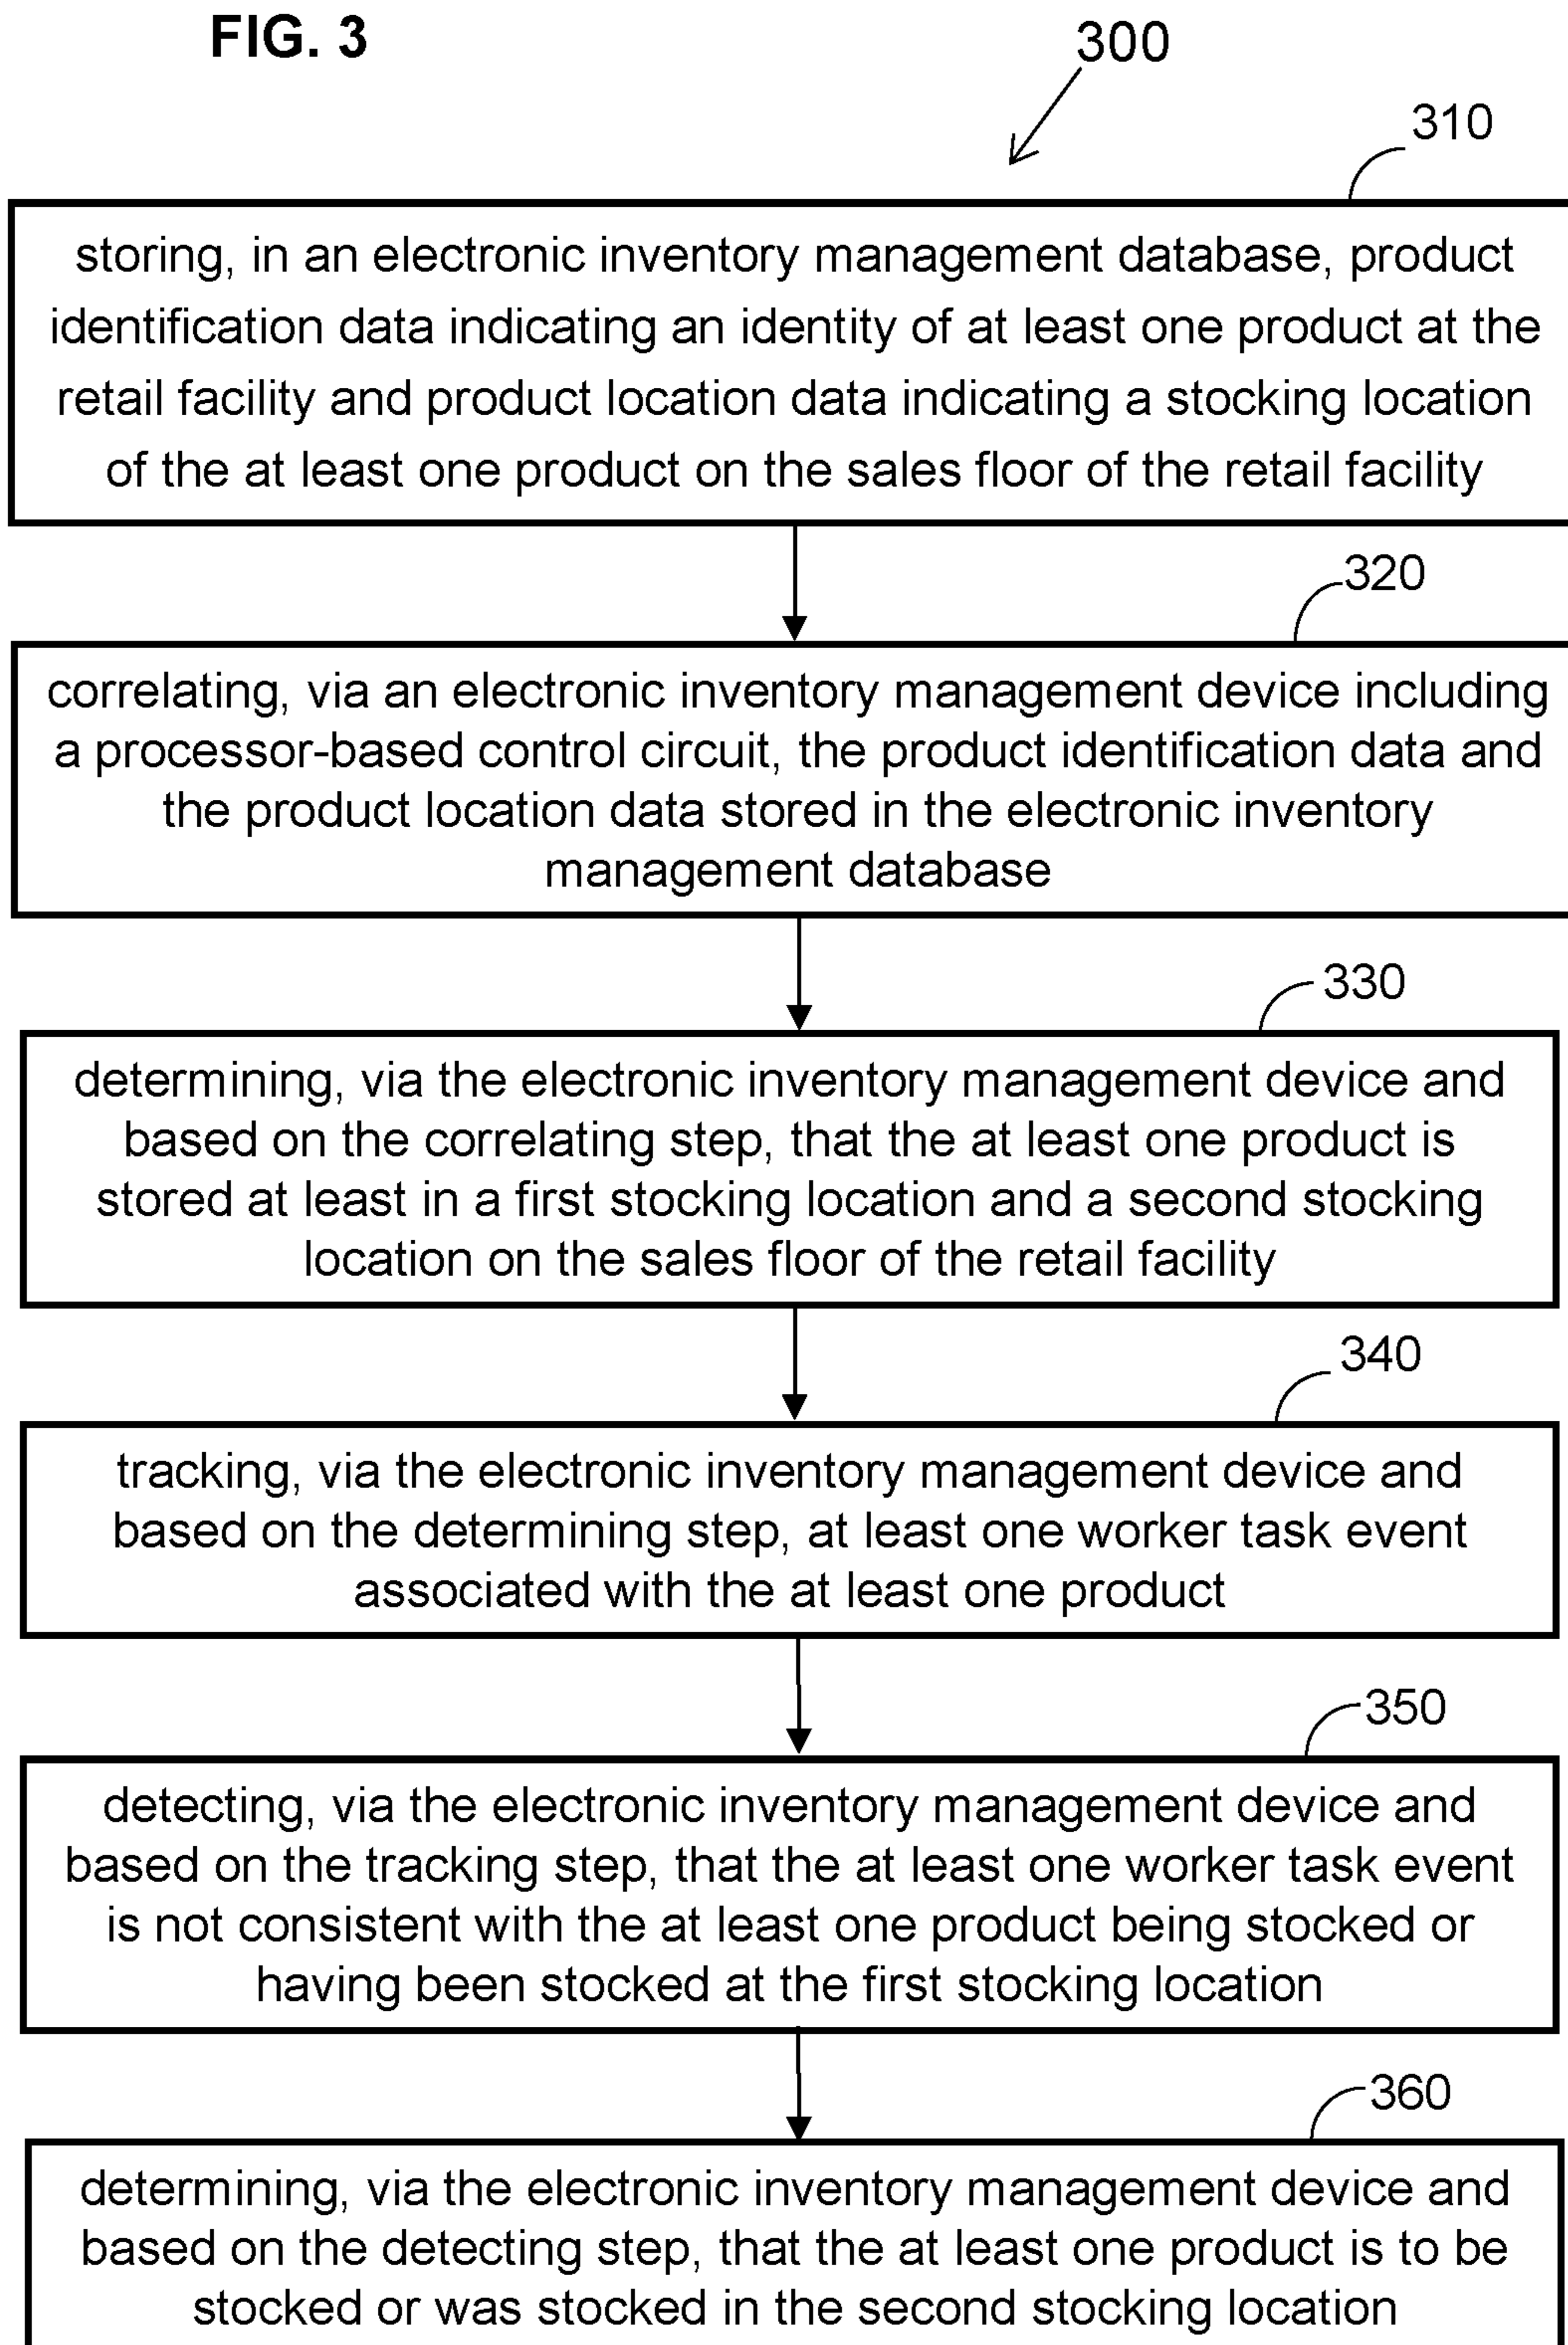 FIG. 3
300
310
storing, in an electronic inventory management database, product
identification data indicating an identity of at least one product at the
retail facility and product location data indicating a stocking location
of the at least one product on the sales floor of the retail facility
320
correlating, via an electronic inventory management device including
a processor-based control circuit, the product identification data and
the product location data stored in the electronic inventory
management database
330
determining, via the electronic inventory management device and
based on the correlating step, that the at least one product is
stored at least in a first stocking location and a second stocking
location on the sales floor of the retail facility
340
tracking, via the electronic inventory management device and
based on the determining step, at least one worker task event
associated with the at least one product
350
detecting, via the electronic inventory management device and
based on the tracking step, that the at least one worker task event
is not consistent with the at least one product being stocked or
having been stocked at the first stocking location
360
determining, via the electronic inventory management device and
based on the detecting step, that the at least one product is to be
stocked or was stocked in the second stocking location